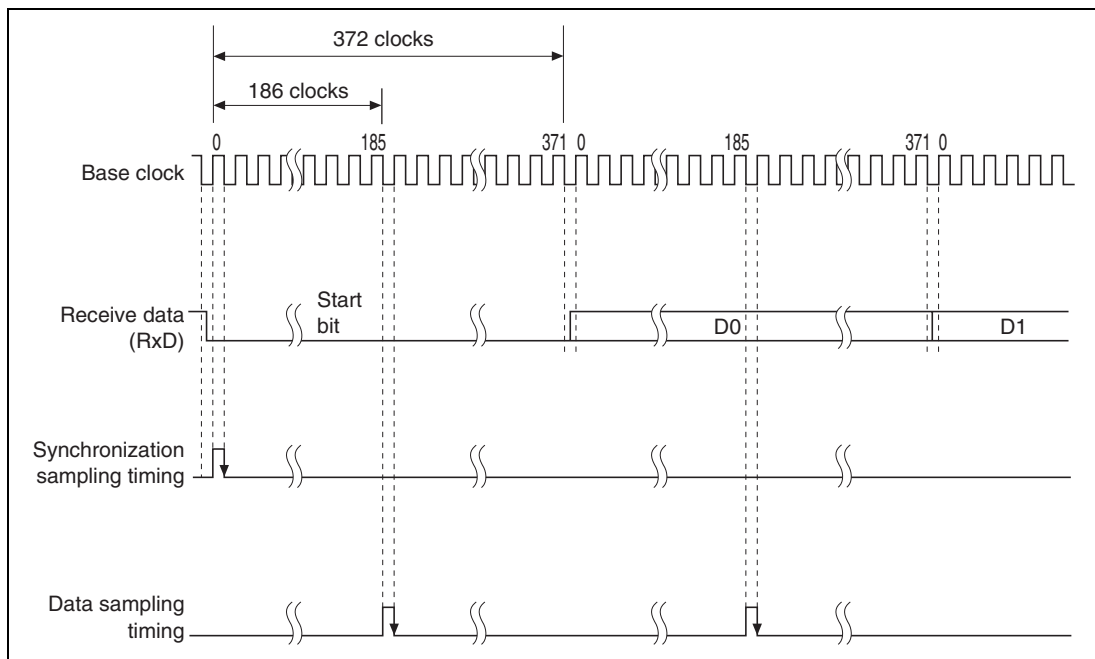 372 clocks
186 clocks
0 185 371 0 185 371 0
Base clock
Receive data
(RxD)
Start
bit
D0
D1
Synchronization
sampling timing
Data sampling
timing